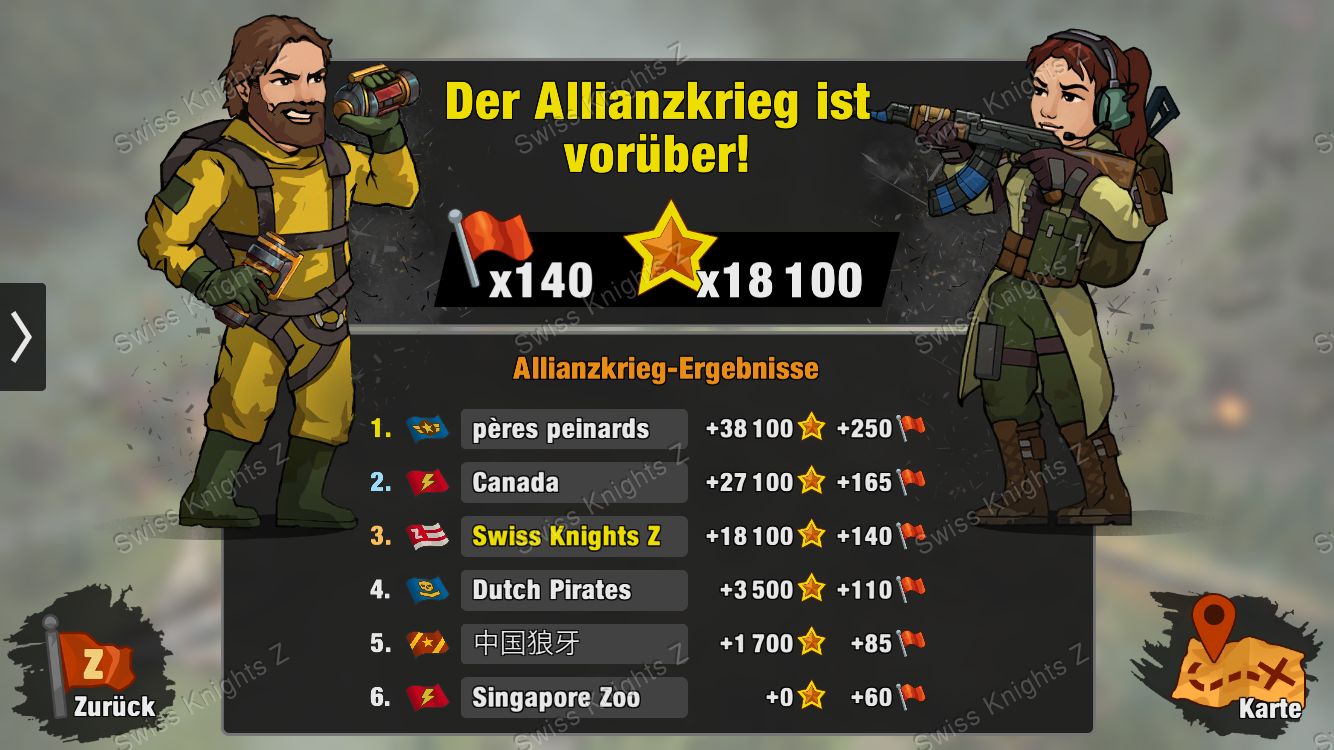 Der Allianzkrieg ist
vorüber!
x140 x18 100
Allianzkrieg-Ergebnisse
1. pères peinards +38 100 +250
2. Canada +27 100 +165
3. Z Swiss Knights Z +18 100 +140
4. Dutch Pirates +3 500 +110
5. 中国狼牙 +1 700 +85
6. Singapore Zoo +0 +60
Z
Zurück
Karte
Swiss Knights Z